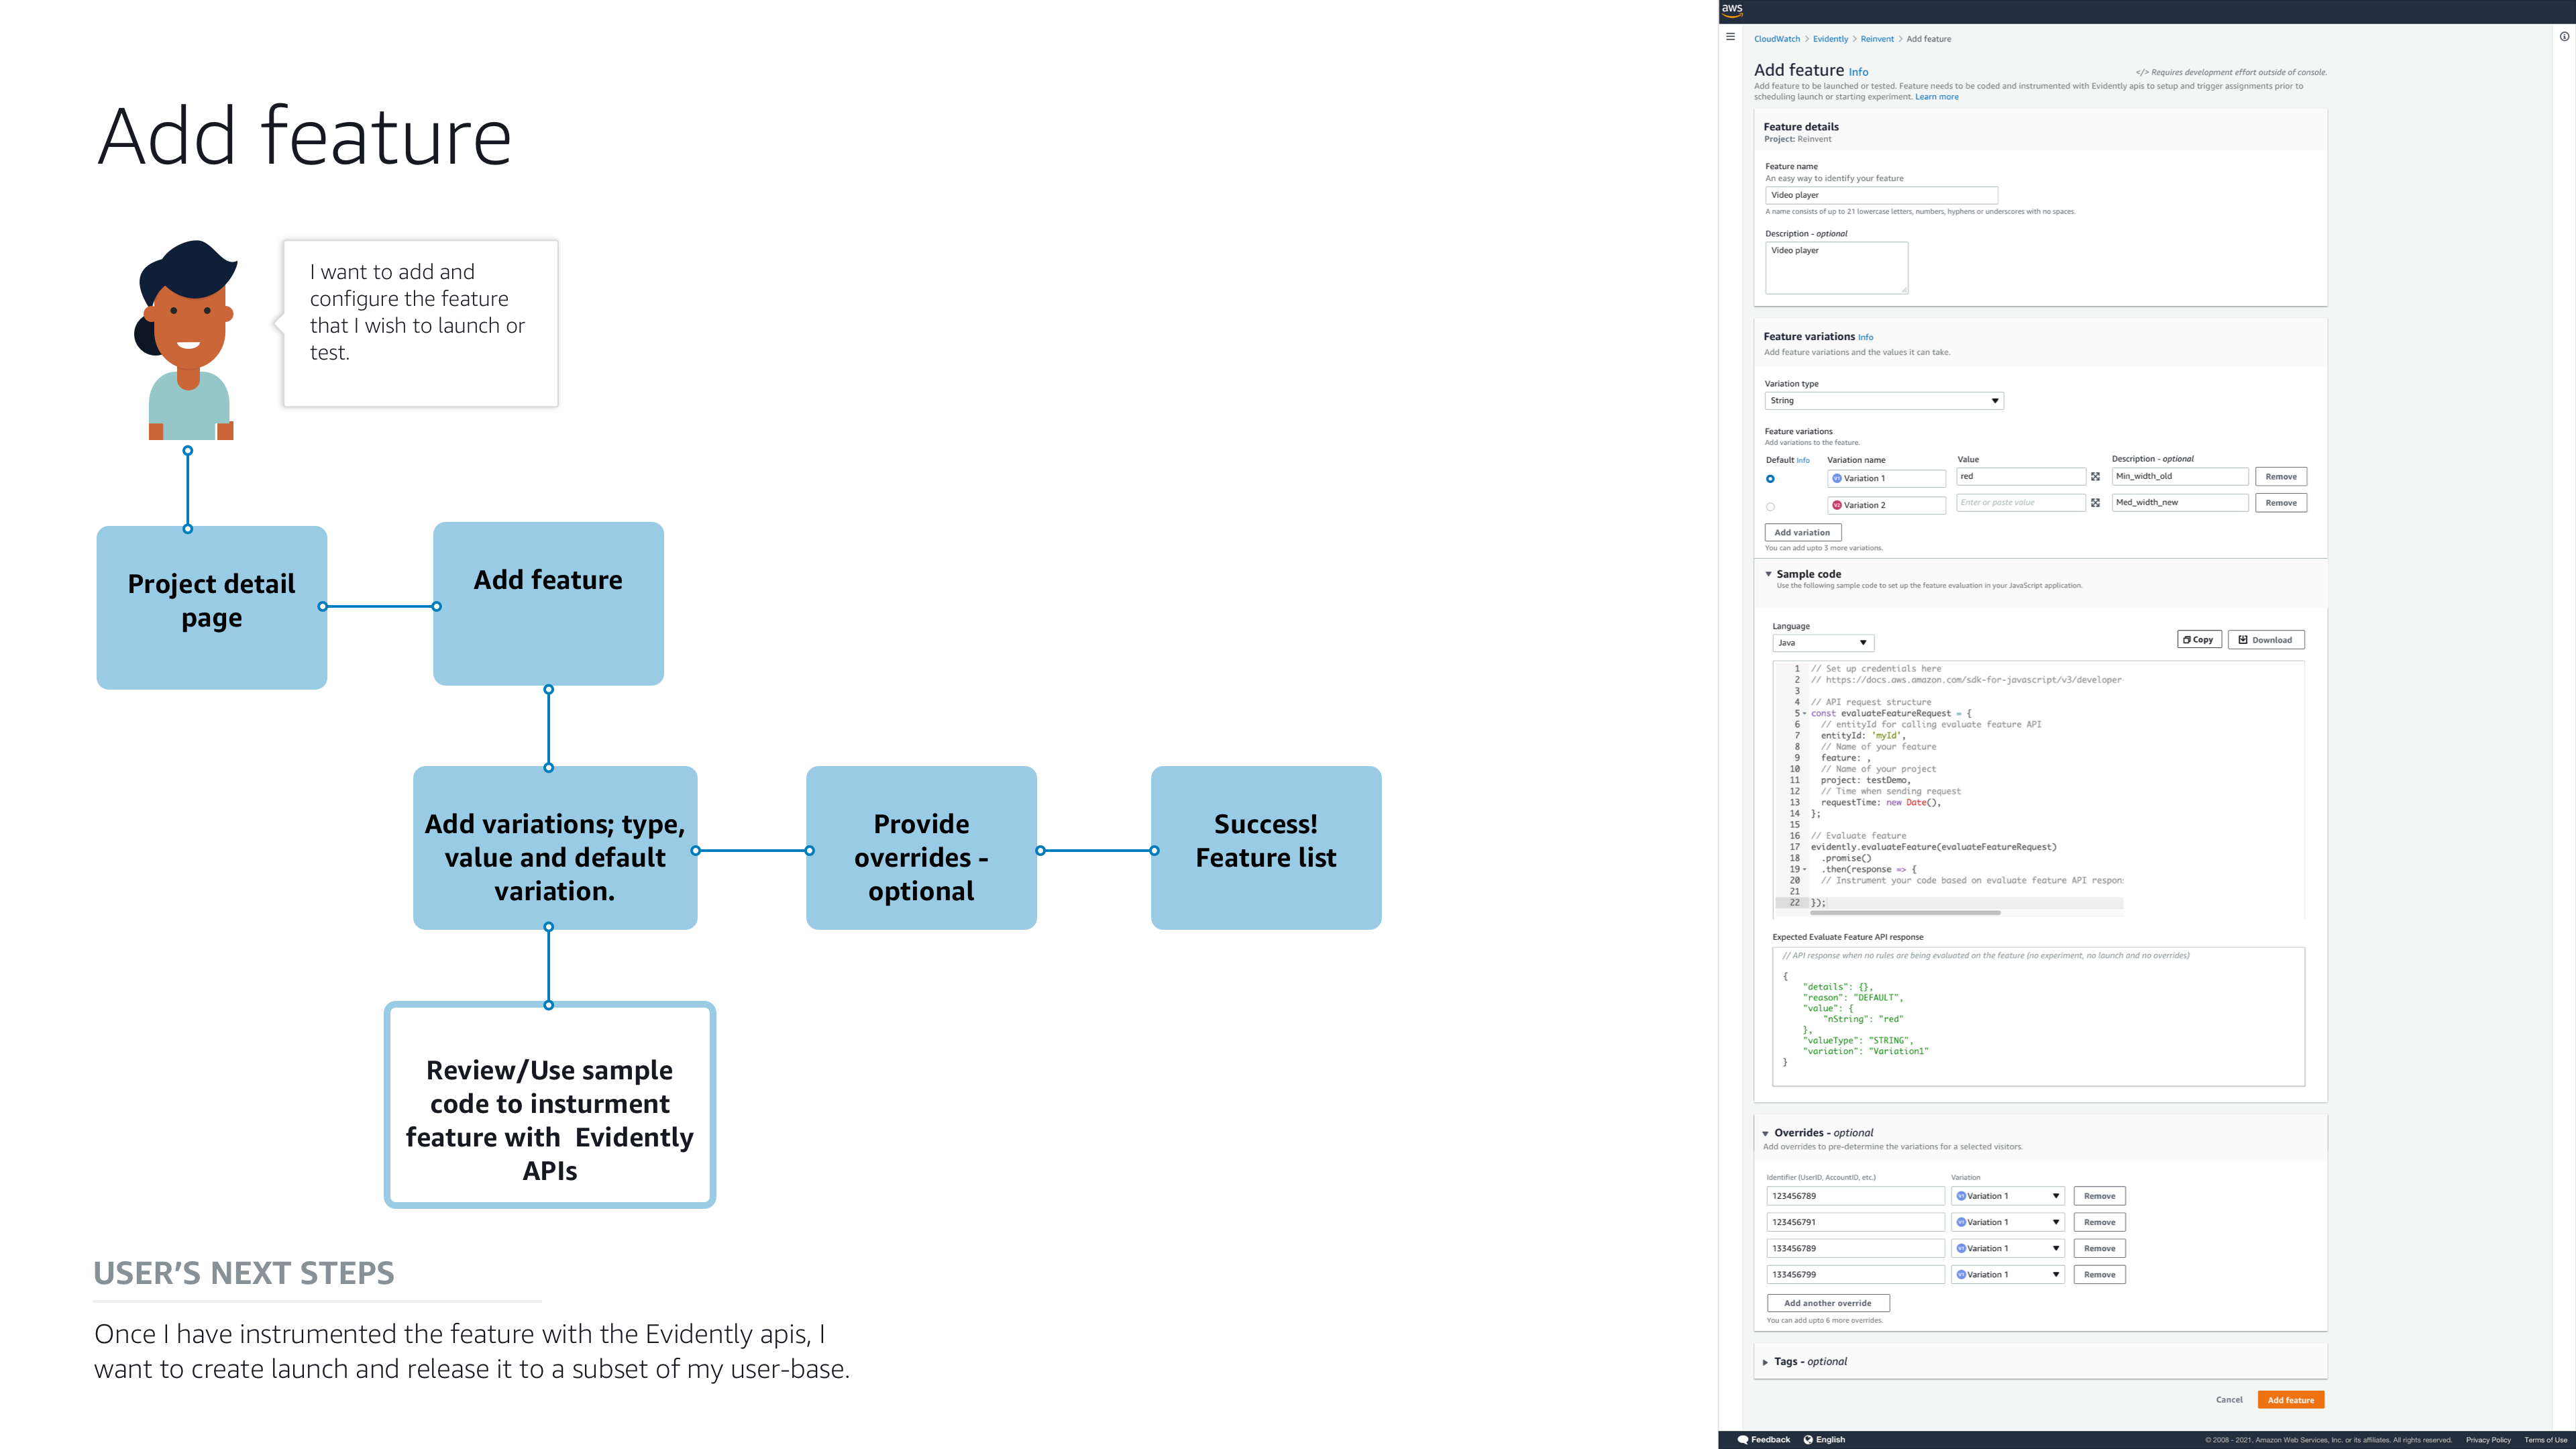 Add feature
I want to add and
configure the feature
that I wish to launch or
test.
Project detail
page
Add feature
Add variations; type,
value and default
variation.
Provide
overrides -
optional
Success!
Feature list
Review/Use sample
code to insturment
feature with  Evidently
APIs
USER’S NEXT STEPS
Once I have instrumented the feature with the Evidently apis, I
want to create launch and release it to a subset of my user-base.
aws
CloudWatch > Evidently > Reinvent > Add feature
Add feature Info
</> Requires development effort outside of console.
Add feature to be launched or tested. Feature needs to be coded and instrumented with Evidently apis to setup and trigger assignments prior to
scheduling launch or starting experiment. Learn more
Feature details
Project: Reinvent
Feature name
An easy way to identify your feature
Video player
A name consists of up to 21 lowercase letters, numbers, hyphens or underscores with no spaces.
Description - optional
Video player
Feature variations Info
Add feature variations and the values it can take.
Variation type
String
Feature variations
Add variations to the feature.
Default Info Variation name Value Description - optional
V1 Variation 1 red Min_width_old Remove
V2 Variation 2 Enter or paste value Med_width_new Remove
Add variation
You can add upto 3 more variations.
Sample code
Use the following sample code to set up the feature evaluation in your JavaScript application.
Language
Java
Copy Download
1 // Set up credentials here
2 // https://docs.aws.amazon.com/sdk-for-javascript/v3/developer-
3
4 // API request structure
5 const evaluateFeatureRequest = {
6 // entityId for calling evaluate feature API
7 entityId: 'myId',
8 // Name of your feature
9 feature: ,
10 // Name of your project
11 project: testDemo,
12 // Time when sending request
13 requestTime: new Date(),
14 };
15
16 // Evaluate feature
17 evidently.evaluateFeature(evaluateFeatureRequest)
18 .promise()
19 .then(response => {
20 // Instrument your code based on evaluate feature API respon
21
22 });
Expected Evaluate Feature API response
// API response when no rules are being evaluated on the feature (no experiment, no launch and no overrides)
{
"details": {},
"reason": "DEFAULT",
"value": {
"nString": "red"
},
"valueType": "STRING",
"variation": "Variation1"
}
Overrides - optional
Add overrides to pre-determine the variations for a selected visitors.
Identifier (UserID, AccountID, etc.) Variation
123456789 V1 Variation 1 Remove
123456791 V1 Variation 1 Remove
133456789 V1 Variation 1 Remove
133456799 V1 Variation 1 Remove
Add another override
You can add upto 6 more overrides.
Tags - optional
Cancel Add feature
Feedback English © 2008 - 2021, Amazon Web Services, Inc. or its affiliates. All rights reserved. Privacy Policy Terms of Use